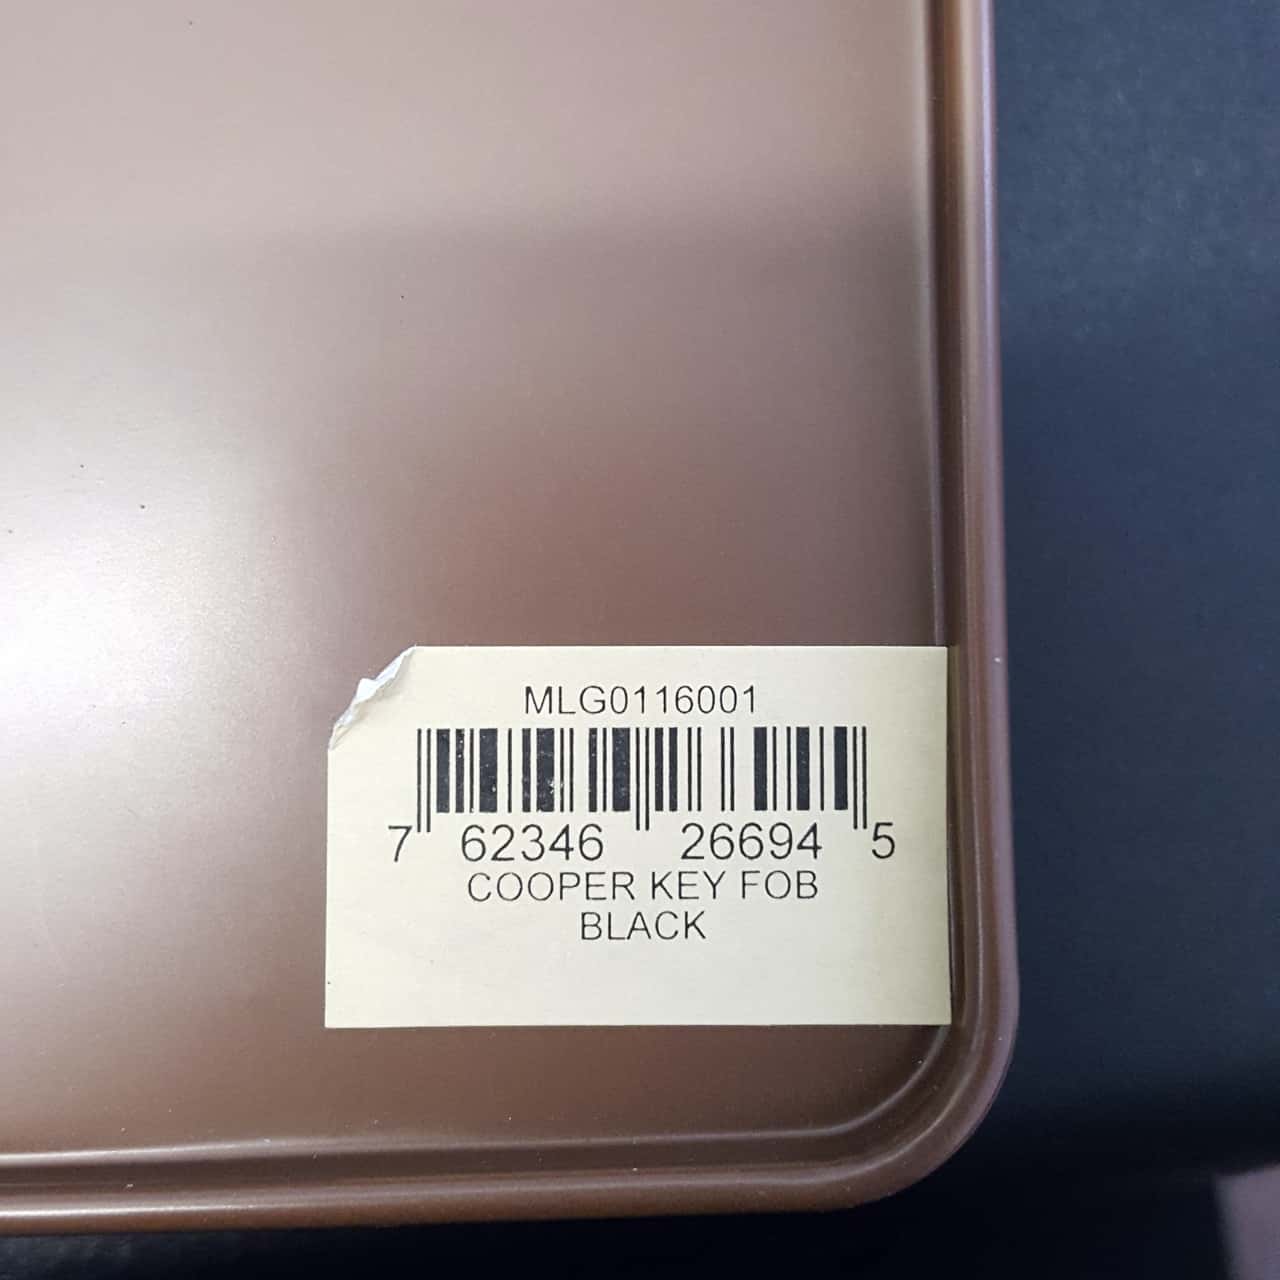 MLG0116001
7 62346 26694 5
COOPER KEY FOB
BLACK